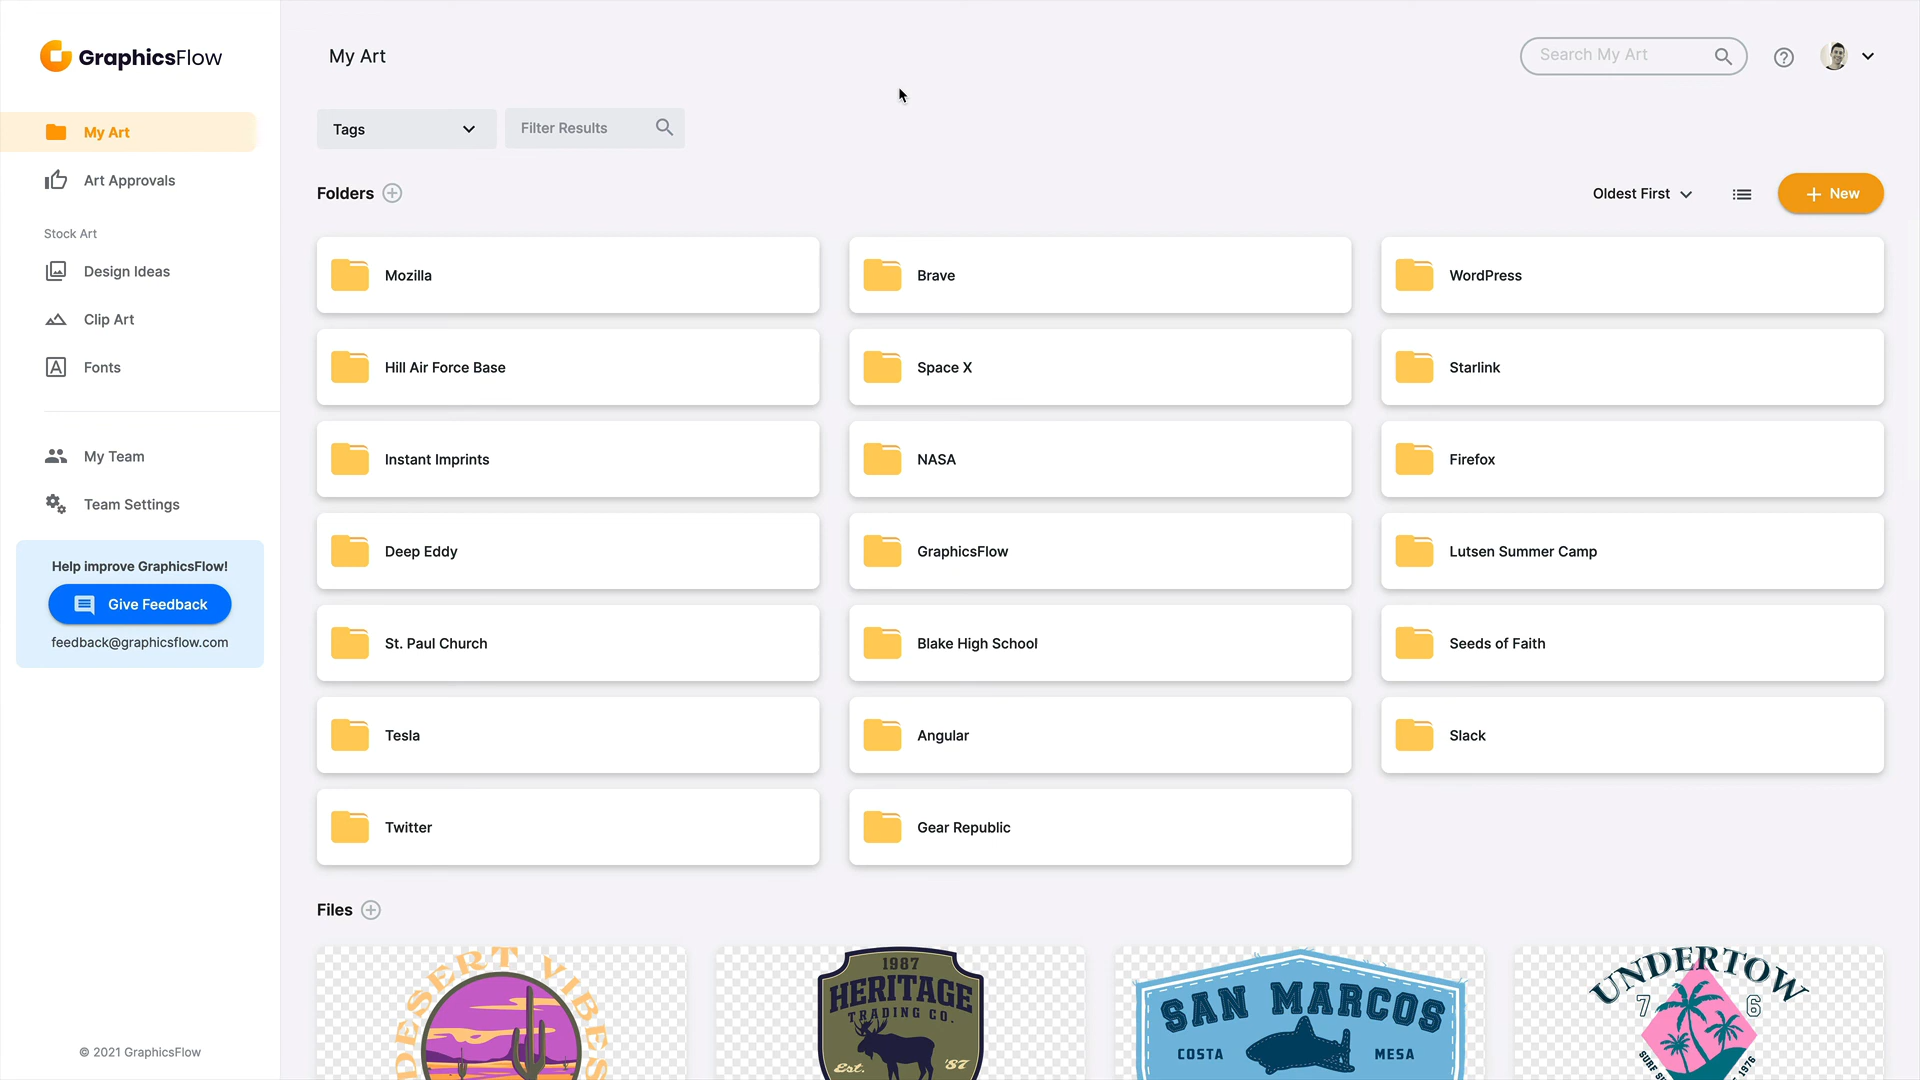 GraphicsFlow
My Art
Search My Art
My Art
Art Approvals
Stock Art
Design Ideas
Clip Art
Fonts
My Team
Team Settings
Help improve GraphicsFlow!
Give Feedback
feedback@graphicsflow.com
© 2021 GraphicsFlow
Tags
Filter Results
Folders
Oldest First
New
Mozilla
Brave
WordPress
Hill Air Force Base
Space X
Starlink
Instant Imprints
NASA
Firefox
Deep Eddy
GraphicsFlow
Lutsen Summer Camp
St. Paul Church
Blake High School
Seeds of Faith
Tesla
Angular
Slack
Twitter
Gear Republic
Files
DESERT VIBES
1987
HERITAGE
TRADING CO.
Est. '87
SAN MARCOS
COSTA MESA
UNDERTOW
7 6
1976